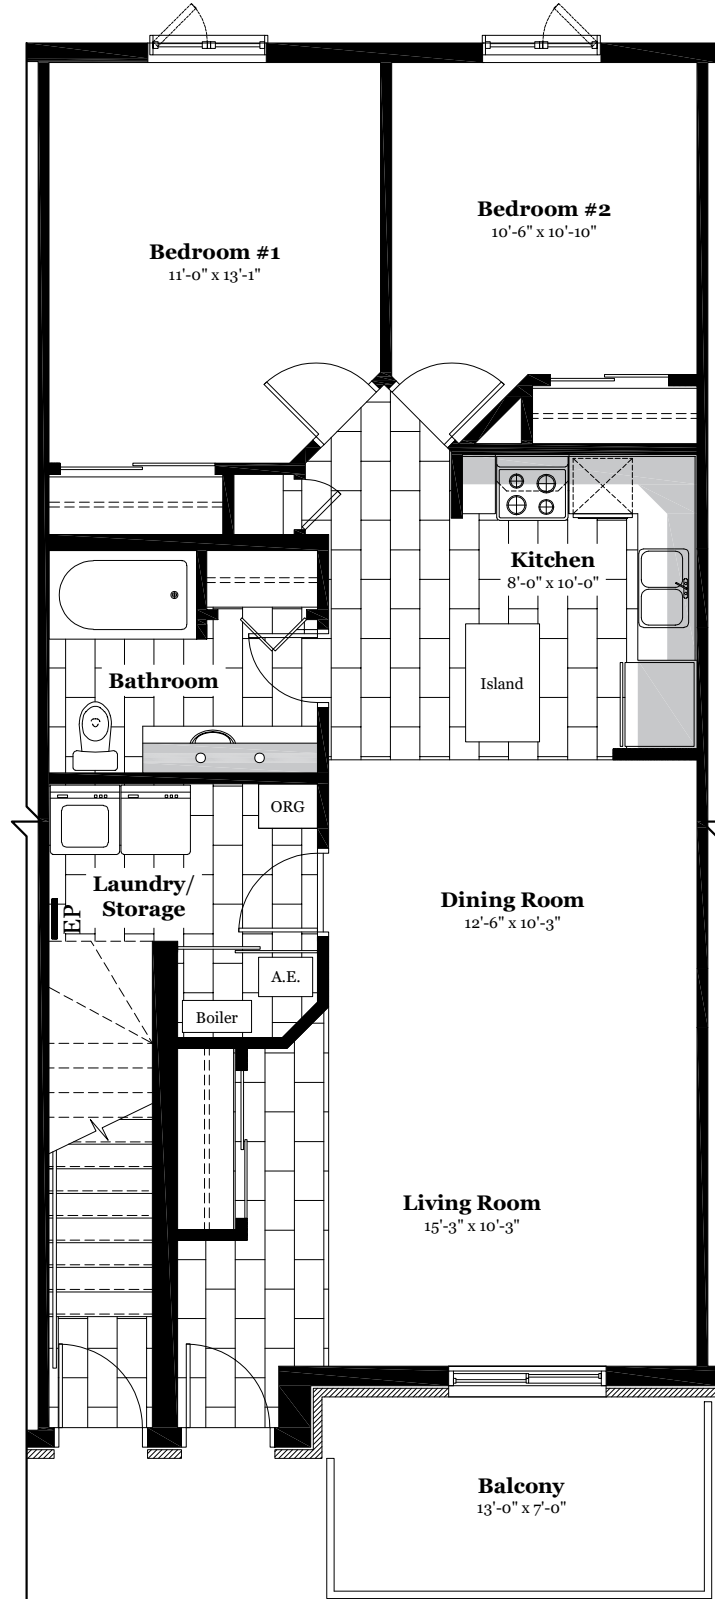 Bedroom #2
10'-6" x 10'-10"
Bedroom #1
11'-0" x 13'-1"
Kitchen
8'-0" x 10'-0"
Island
Bathroom
ORG
Laundry/
Storage
EP
Dining Room
12'-6" x 10'-3"
A.E.
Boiler
Living Room
15'-3" x 10'-3"
Balcony
13'-0" x 7'-0"